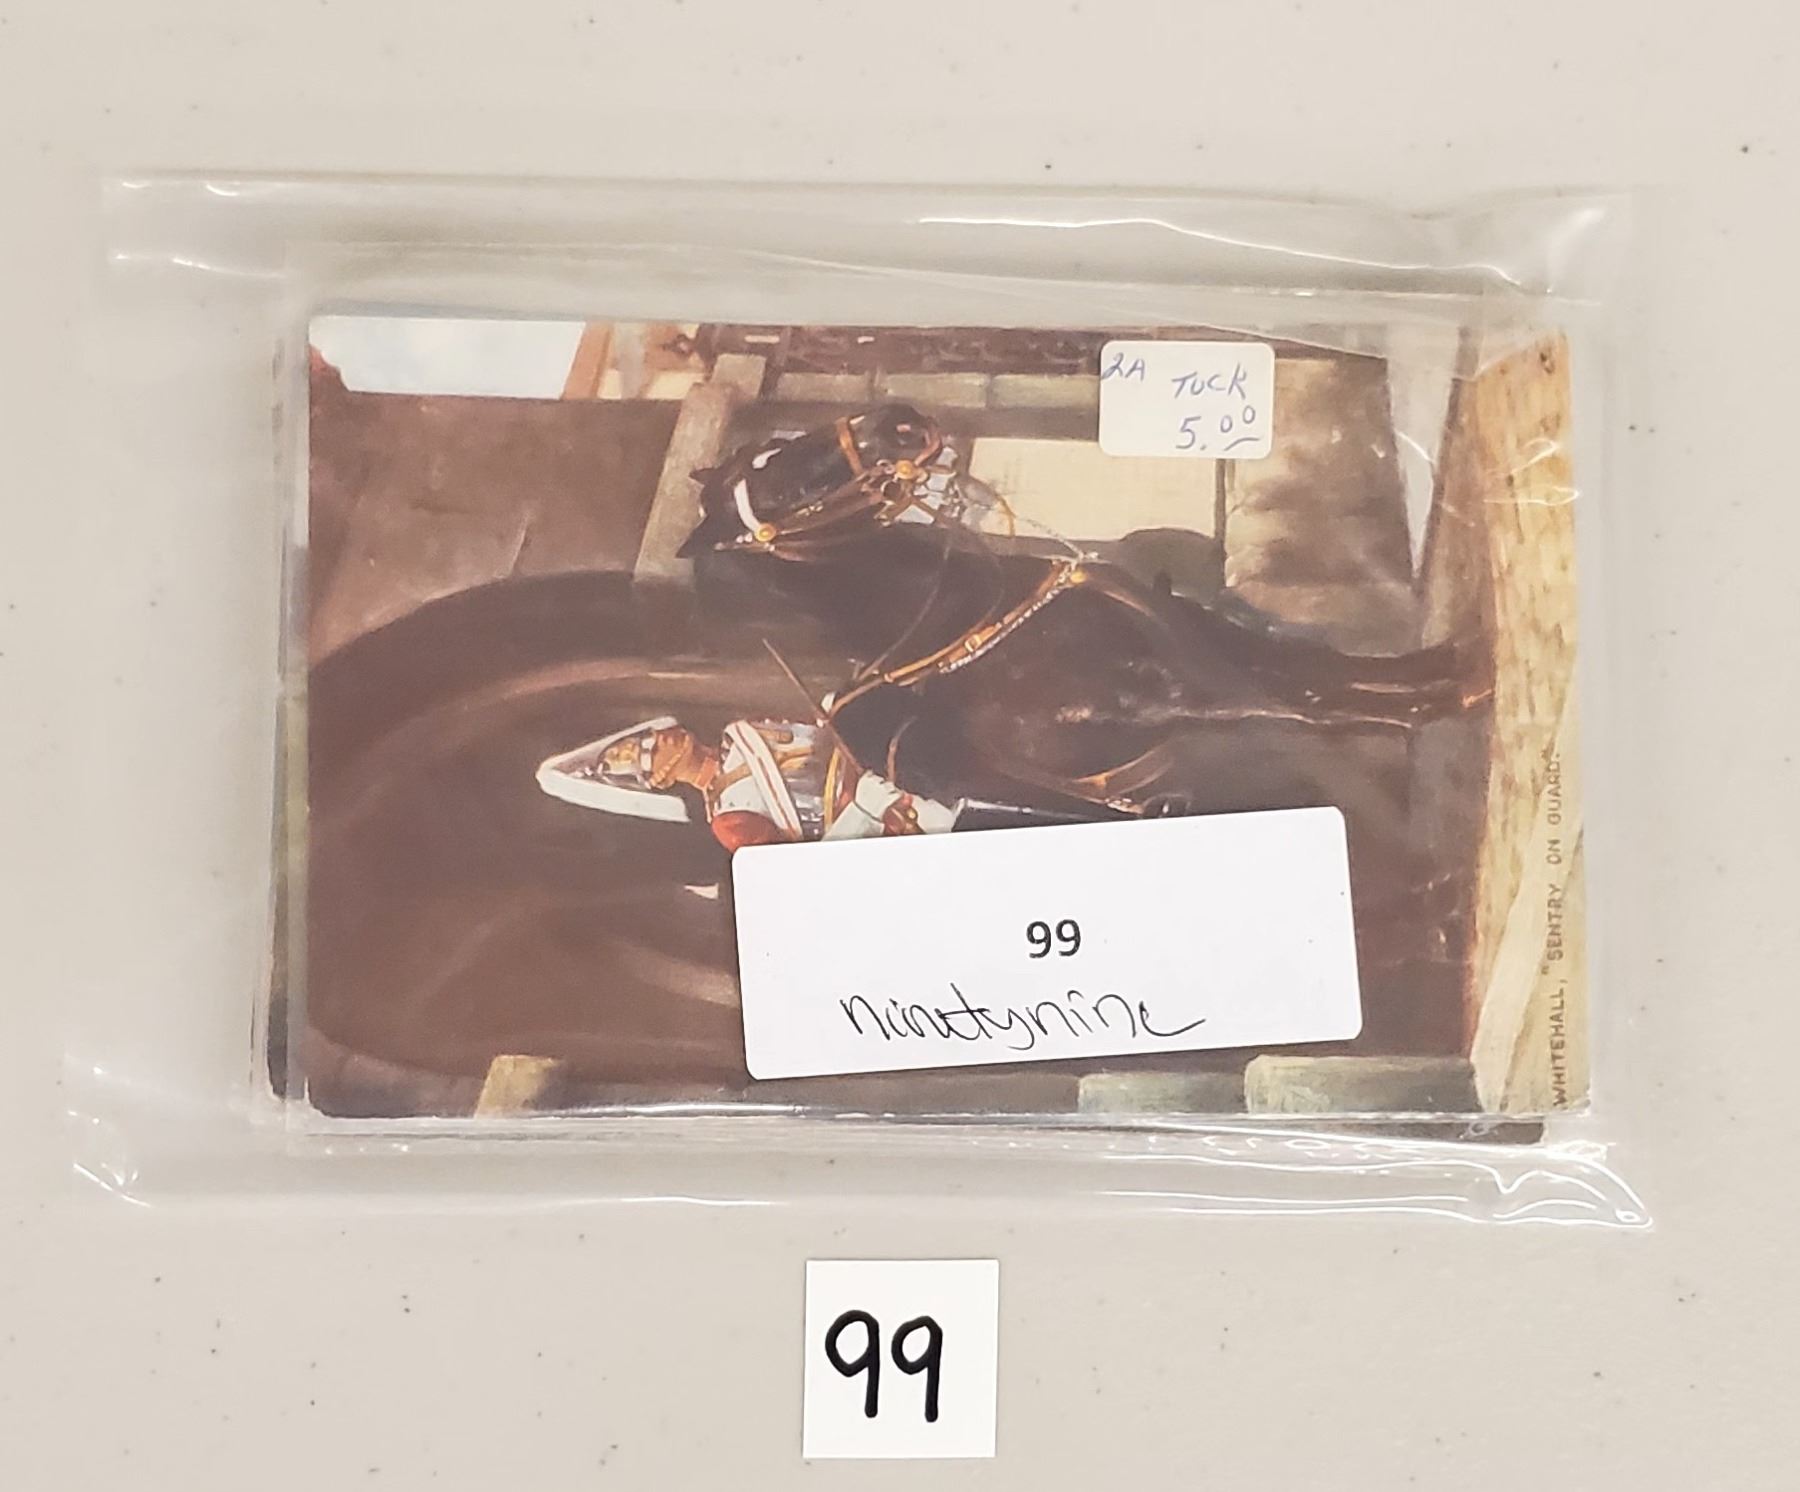 2A TUCK
5.00
WHITEHALL, "SENTRY ON GUARD.
99
ninetynine
99